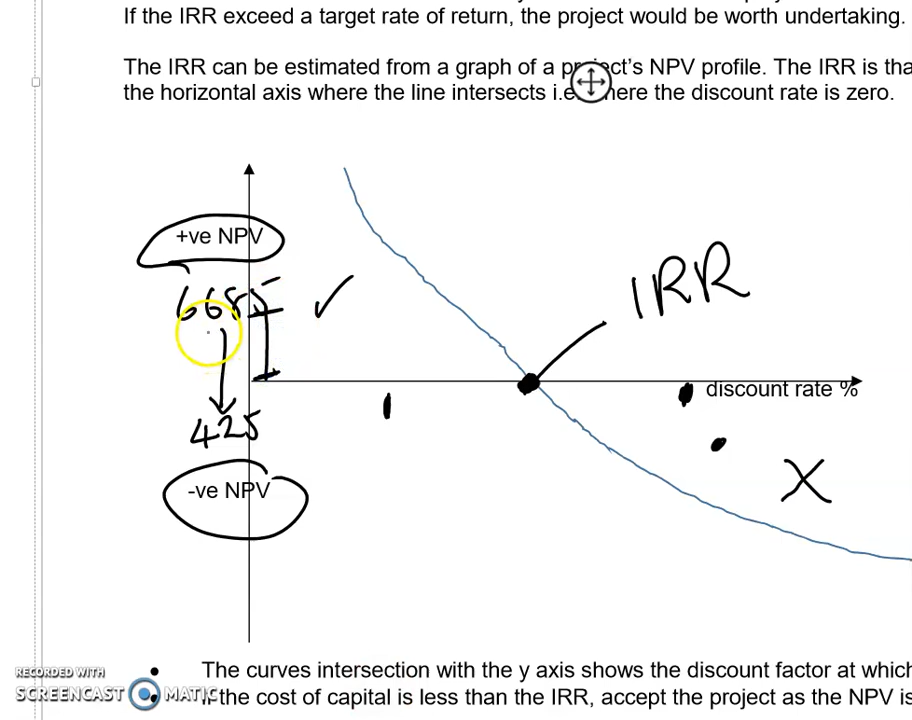 If the IRR exceed a target rate of return, the project would be worth undertaking.
The IRR can be estimated from a graph of a project's NPV profile. The IRR is tha
the horizontal axis where the line intersects i.e. where the discount rate is zero.
+ve NPV
IRR
discount rate %
425
-ve NPV
X
The curves intersection with the y axis shows the discount factor at which
the cost of capital is less than the IRR, accept the project as the NPV is
RECORDED WITH
SCREENCAST MATIC